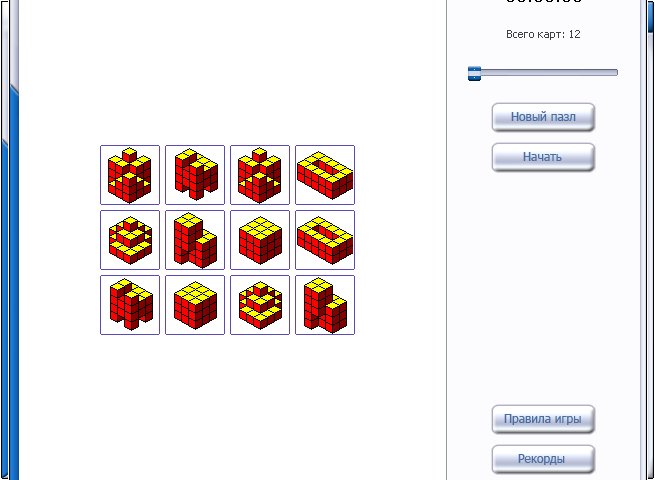 Всего карт: 12
Новый пазл
Начать
Правила игры
Рекорды